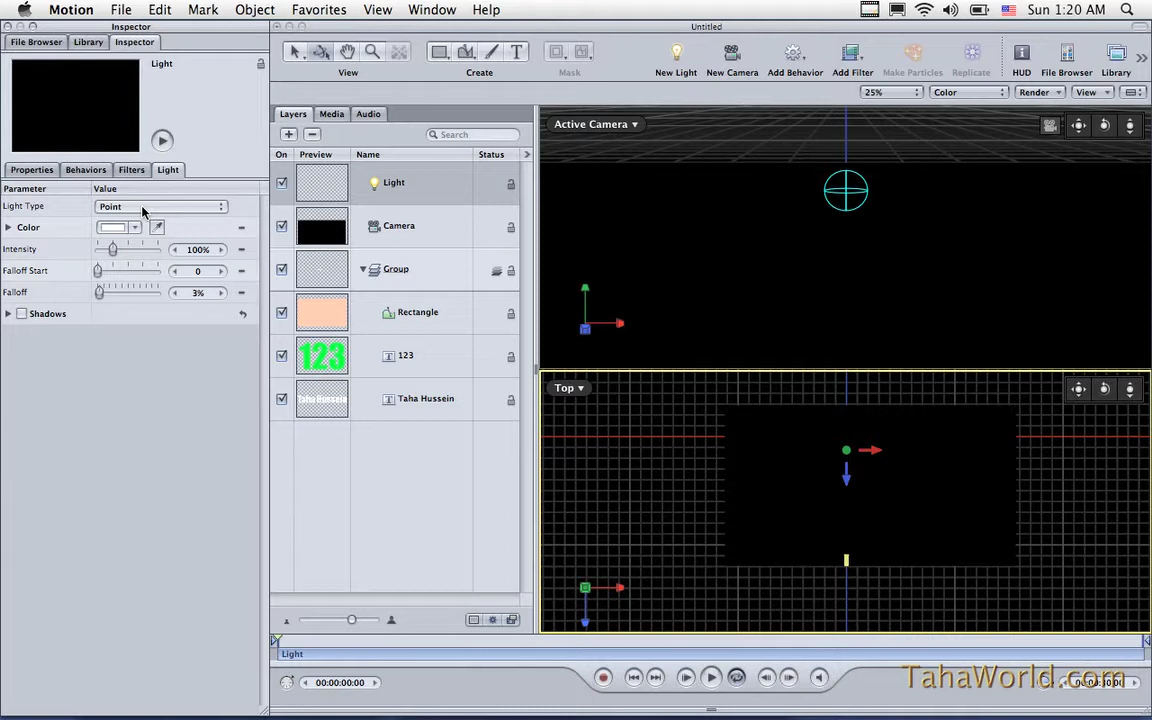 Motion File Edit Mark Object Favorites View Window Help Sun 1:20 AM
Inspector Untitled
File Browser Library Inspector
Light
View Create Mask New Light New Camera Add Behavior Add Filter Make Particles Replicate HUD File Browser Library
25% Color Render View
Layers Media Audio
Active Camera
Search
On Preview Name Status
Properties Behaviors Filters Light
Parameter Value
Light Type Point
Color
Intensity 100%
Falloff Start 0
Falloff 3%
Shadows
Light
Camera
Group
Rectangle
123 123
Taha Hussein Taha Hussein
Top
Light
00:00:00:00
TahaWorld.com